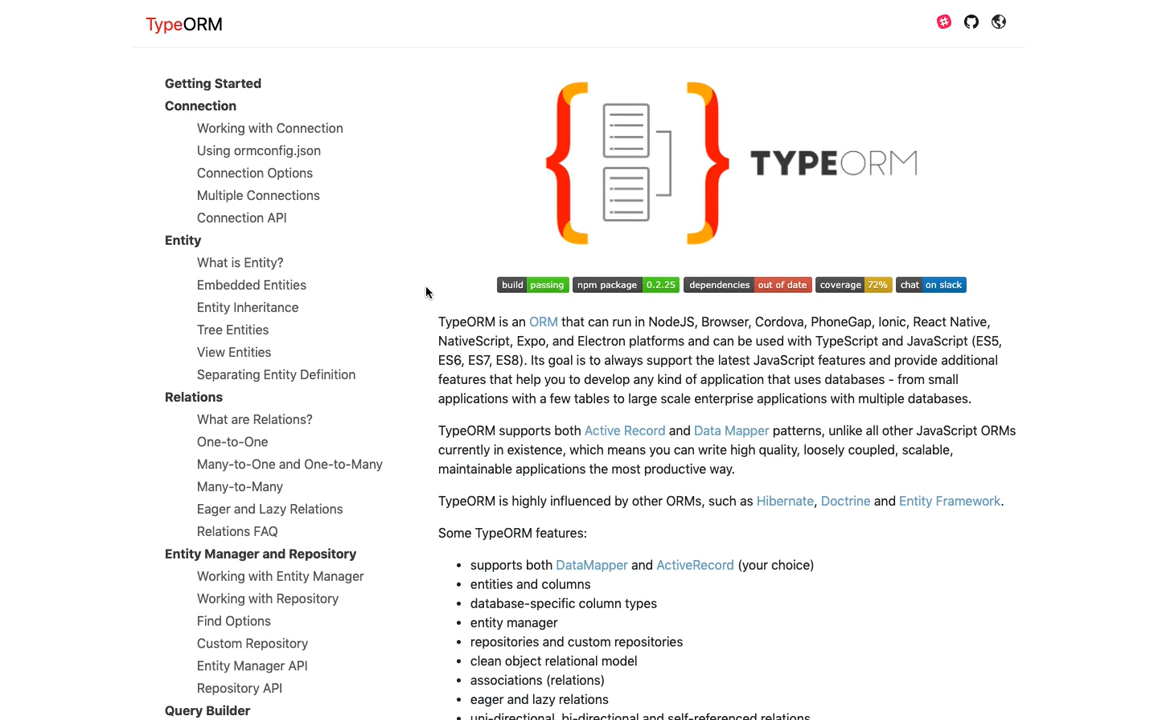 TypeORM
Getting Started
Connection
Working with Connection
Using ormconfig.json
Connection Options
Multiple Connections
Connection API
Entity
What is Entity?
Embedded Entities
Entity Inheritance
Tree Entities
View Entities
Separating Entity Definition
Relations
What are Relations?
One-to-One
Many-to-One and One-to-Many
Many-to-Many
Eager and Lazy Relations
Relations FAQ
Entity Manager and Repository
Working with Entity Manager
Working with Repository
Find Options
Custom Repository
Entity Manager API
Repository API
Query Builder
TYPEORM
build passing npm package 0.2.25 dependencies out of date coverage 72% chat on slack
TypeORM is an ORM that can run in NodeJS, Browser, Cordova, PhoneGap, Ionic, React Native,
NativeScript, Expo, and Electron platforms and can be used with TypeScript and JavaScript (ES5,
ES6, ES7, ES8). Its goal is to always support the latest JavaScript features and provide additional
features that help you to develop any kind of application that uses databases - from small
applications with a few tables to large scale enterprise applications with multiple databases.
TypeORM supports both Active Record and Data Mapper patterns, unlike all other JavaScript ORMs
currently in existence, which means you can write high quality, loosely coupled, scalable,
maintainable applications the most productive way.
TypeORM is highly influenced by other ORMs, such as Hibernate, Doctrine and Entity Framework.
Some TypeORM features:
• supports both DataMapper and ActiveRecord (your choice)
• entities and columns
• database-specific column types
• entity manager
• repositories and custom repositories
• clean object relational model
• associations (relations)
• eager and lazy relations
• uni-directional, bi-directional and self-referenced relations